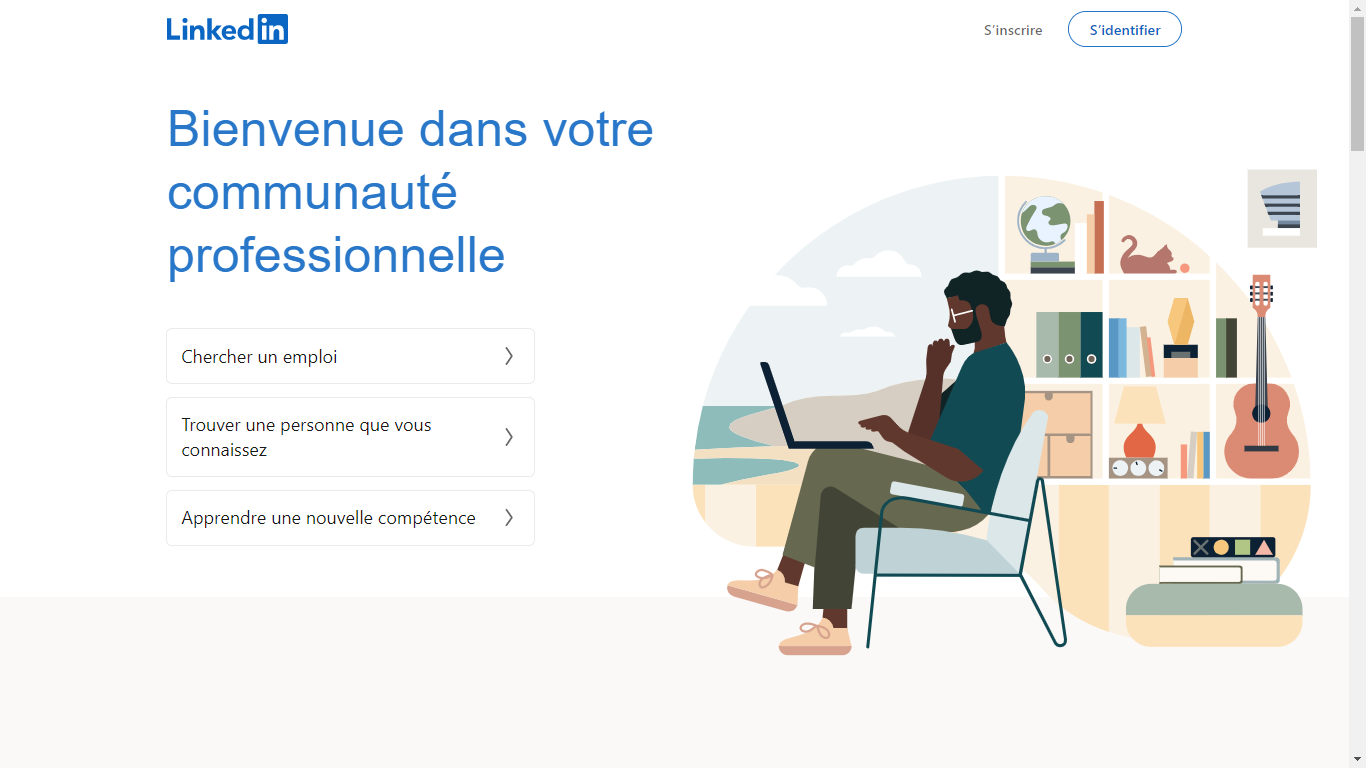 LinkedIn
S’inscrire
S’identifier
Bienvenue dans votre
communauté
professionnelle
Chercher un emploi
Trouver une personne que vous
connaissez
Apprendre une nouvelle compétence